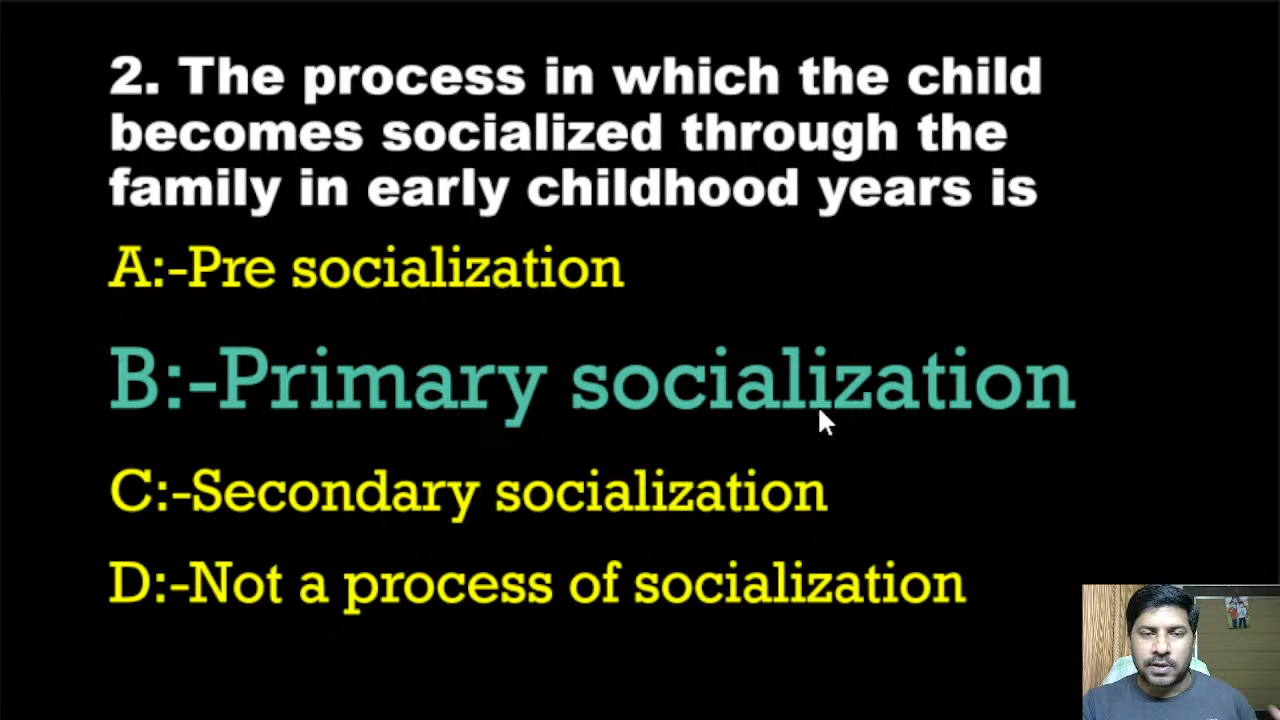 2. The process in which the child
becomes socialized through the
family in early childhood years is
A:-Pre socialization
B:-Primary socialization
C:-Secondary socialization
D:-Not a process of socialization